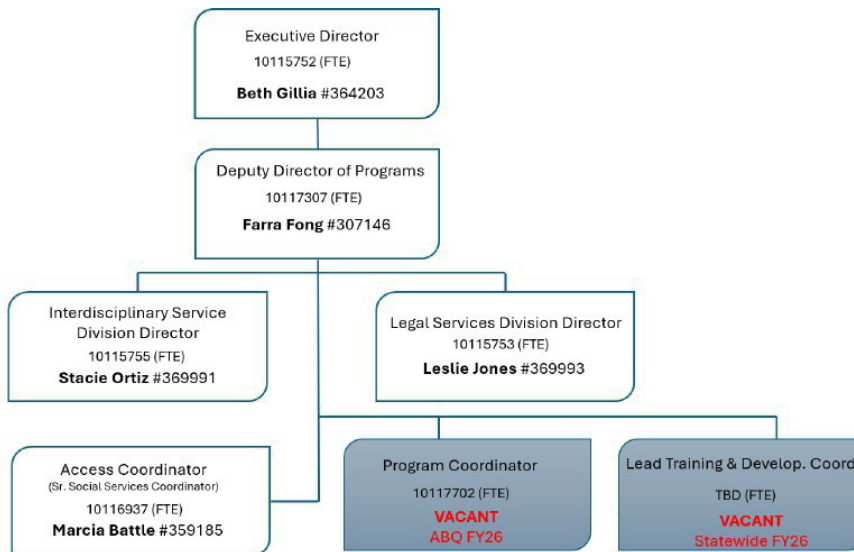 Executive Director
10115752 (FTE)
Beth Gillia #364203
Deputy Director of Programs
10117307 (FTE)
Farra Fong #307146
Interdisciplinary Service
Division Director
10115755 (FTE)
Stacie Ortiz #369991
Legal Services Division Director
10115753 (FTE)
Leslie Jones #369993
Access Coordinator
(Sr. Social Services Coordinator)
10116937 (FTE)
Marcia Battle #359185
Program Coordinator
10117702 (FTE)
VACANT
ABQ FY26
Lead Training & Develop. Coord
TBD (FTE)
VACANT
Statewide FY26